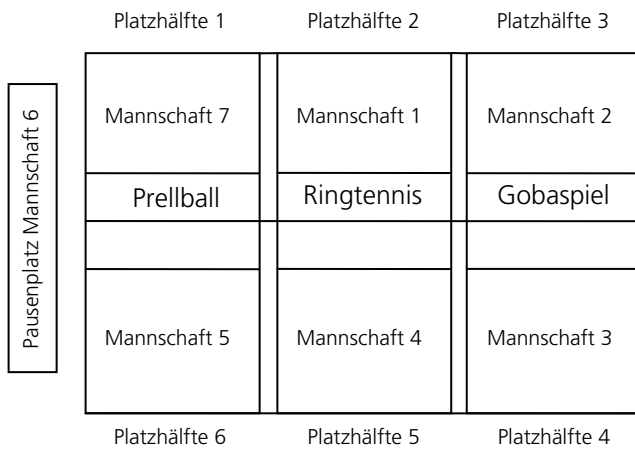 Platzhälfte 1 Platzhälfte 2 Platzhälfte 3
Pausenplatz Mannschaft 6
Mannschaft 7 Mannschaft 1 Mannschaft 2
Prellball Ringtennis Gobaspiel
Mannschaft 5 Mannschaft 4 Mannschaft 3
Platzhälfte 6 Platzhälfte 5 Platzhälfte 4